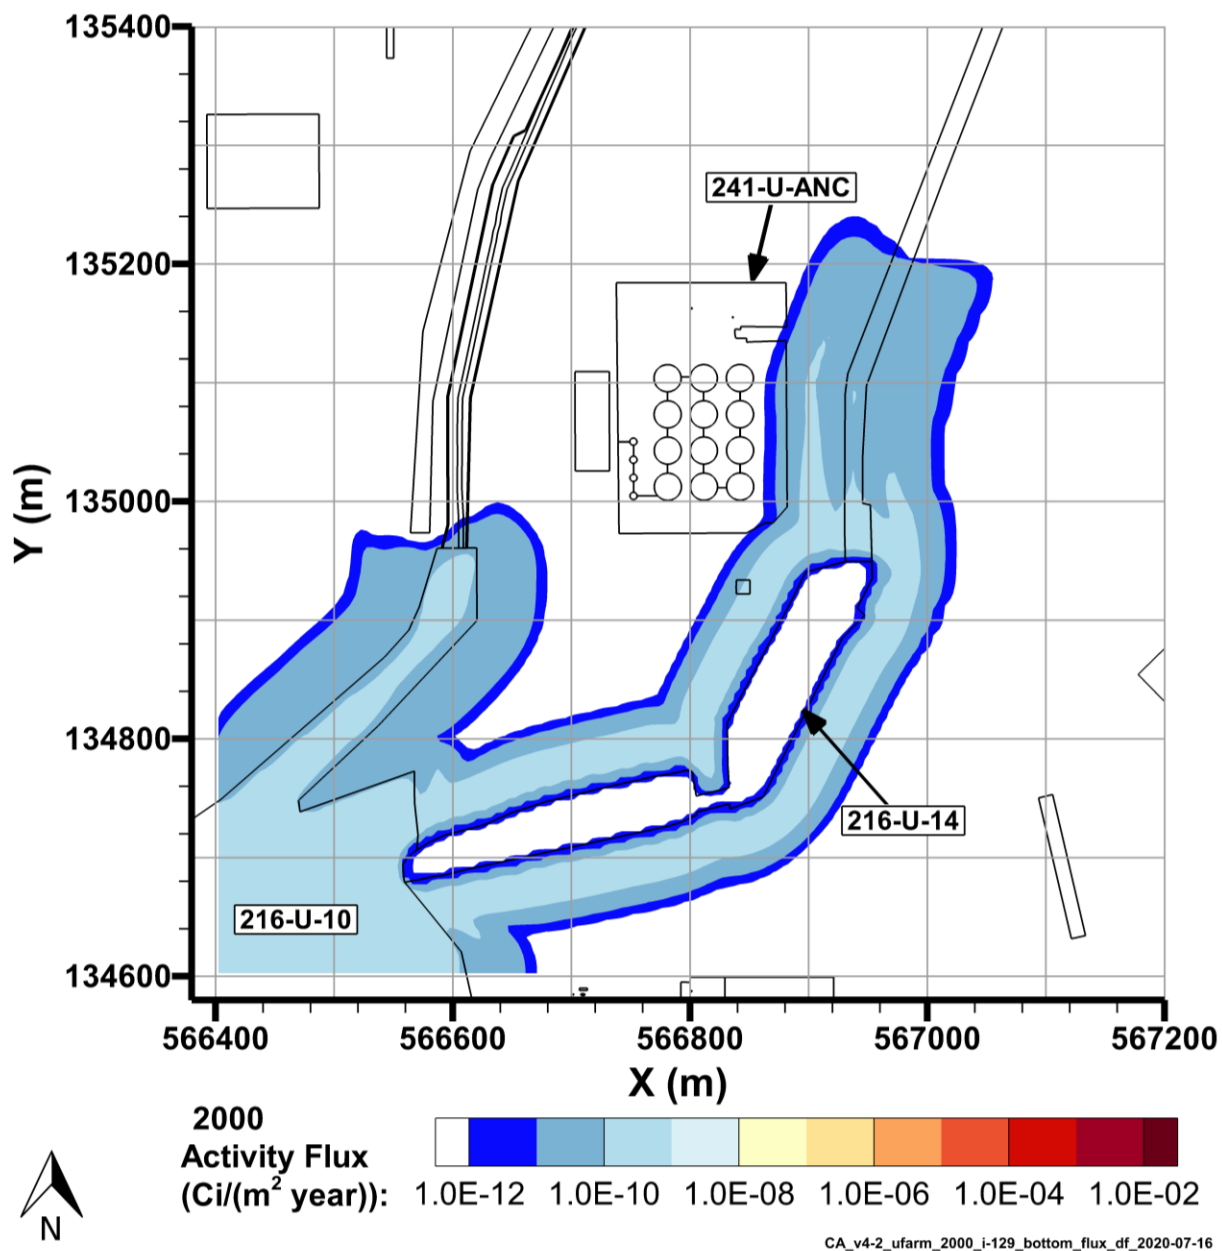 135400
241-U-ANC
135200
135000
Y (m)
134800
216-U-14
216-U-10
134600
566400 566600 566800 567000 567200
X (m)
2000
Activity Flux
(Ci/(m² year)):
1.0E-12 1.0E-10 1.0E-08 1.0E-06 1.0E-04 1.0E-02
N
CA_v4-2_ufarm_2000_i-129_bottom_flux_df_2020-07-16